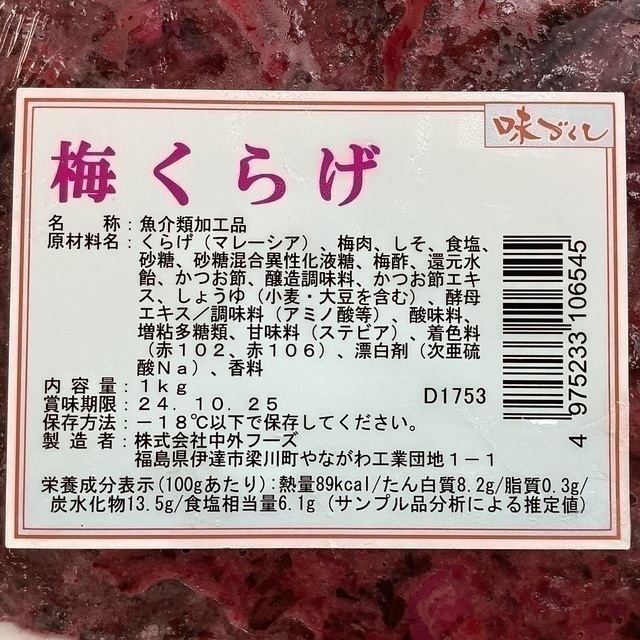 味づくし
梅くらげ
名　　称：魚介類加工品
原材料名：くらげ（マレーシア）、梅肉、しそ、食塩、
砂糖、砂糖混合異性化液糖、梅酢、還元水
飴、かつお節、醸造調味料、かつお節エキ
ス、しょうゆ（小麦・大豆を含む）、酵母
エキス／調味料（アミノ酸等）、酸味料、
増粘多糖類、甘味料（ステビア）、着色料
（赤102、赤106）、漂白剤（次亜硫
酸Na）、香料
内 容 量：1kg
D1753
賞味期限：24.10.25
保存方法：－18℃以下で保存してください。
製 造 者：株式会社中外フーズ
福島県伊達市梁川町やながわ工業団地1－1
栄養成分表示(100gあたり)：熱量89kcal/たん白質8.2g/脂質0.3g/
炭水化物13.5g/食塩相当量6.1g（サンプル品分析による推定値）
4 975233 106545